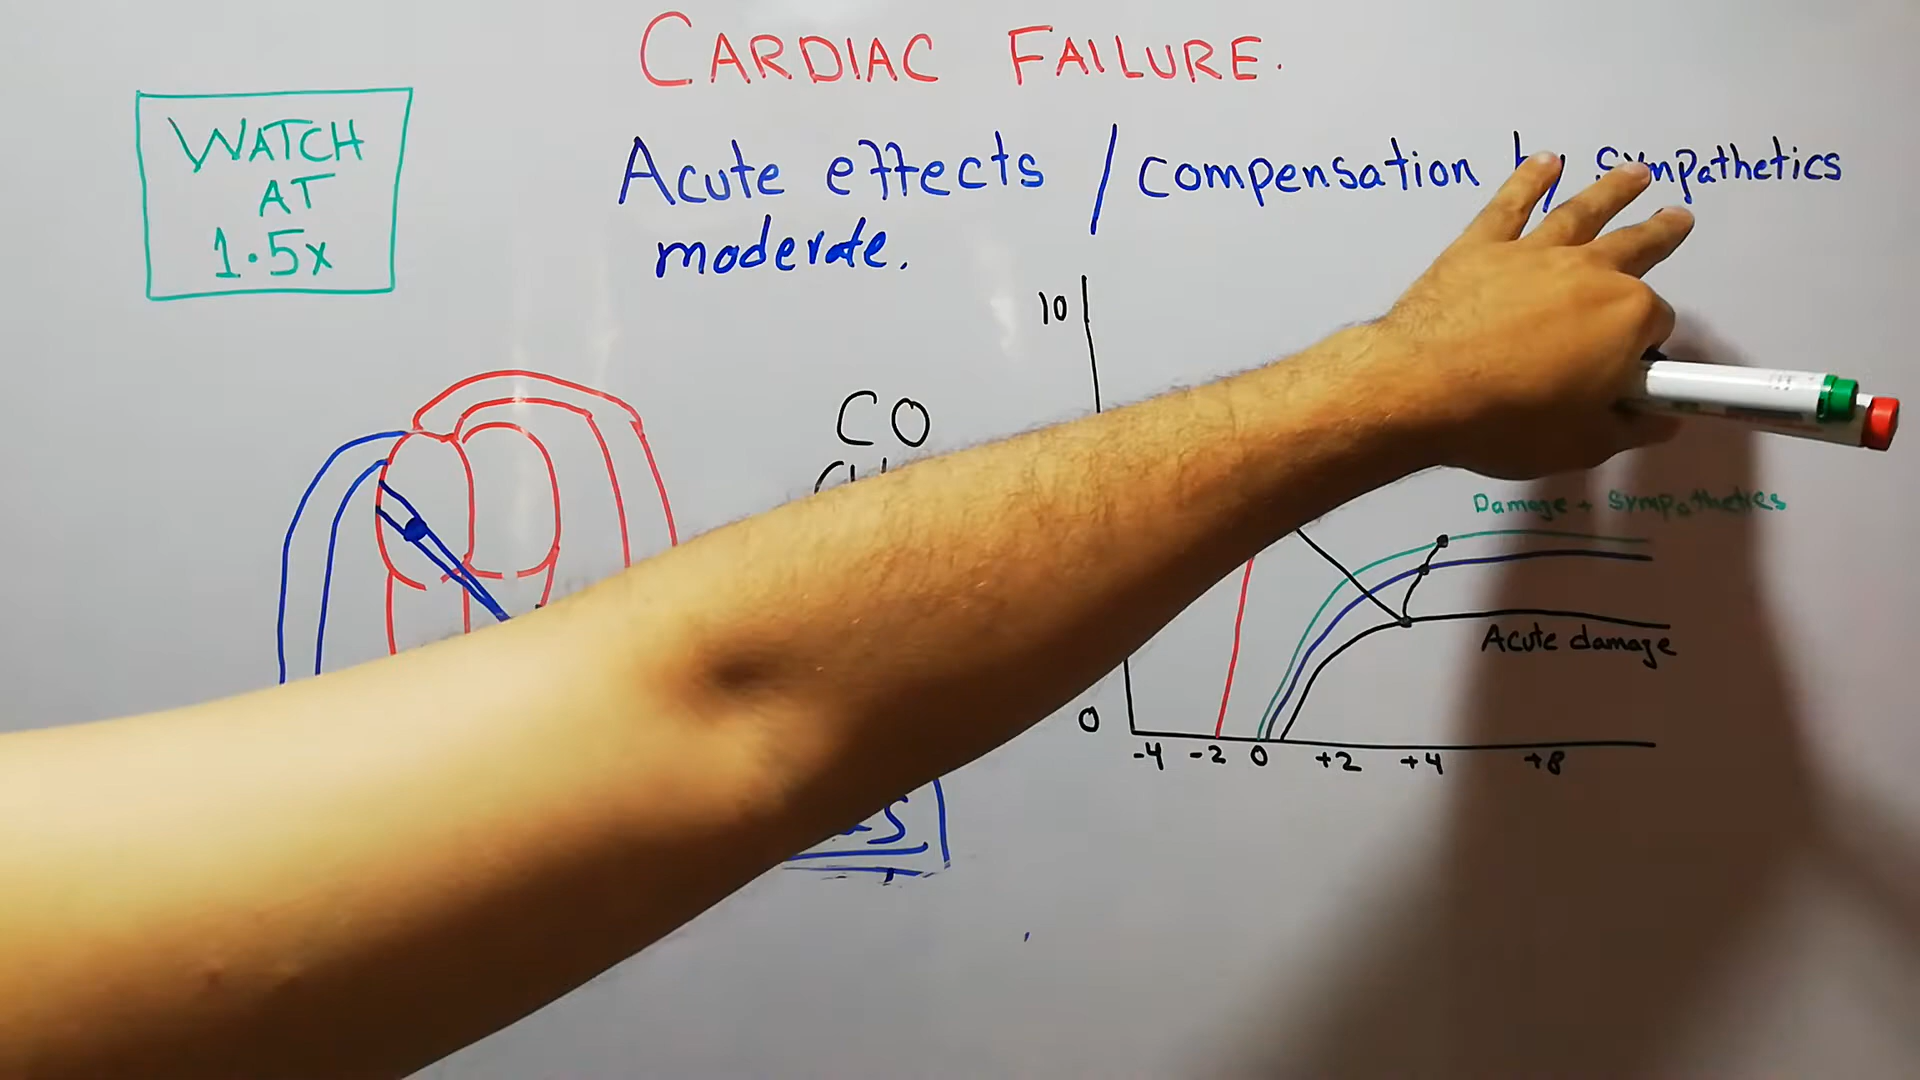 CARDIAC FAILURE.
WATCH
AT
1.5x
Acute effects / compensation by sympathetics
moderate.
10
CO
Damage + Sympathetics
Acute damage
0
-4 -2 0 +2 +4 +8